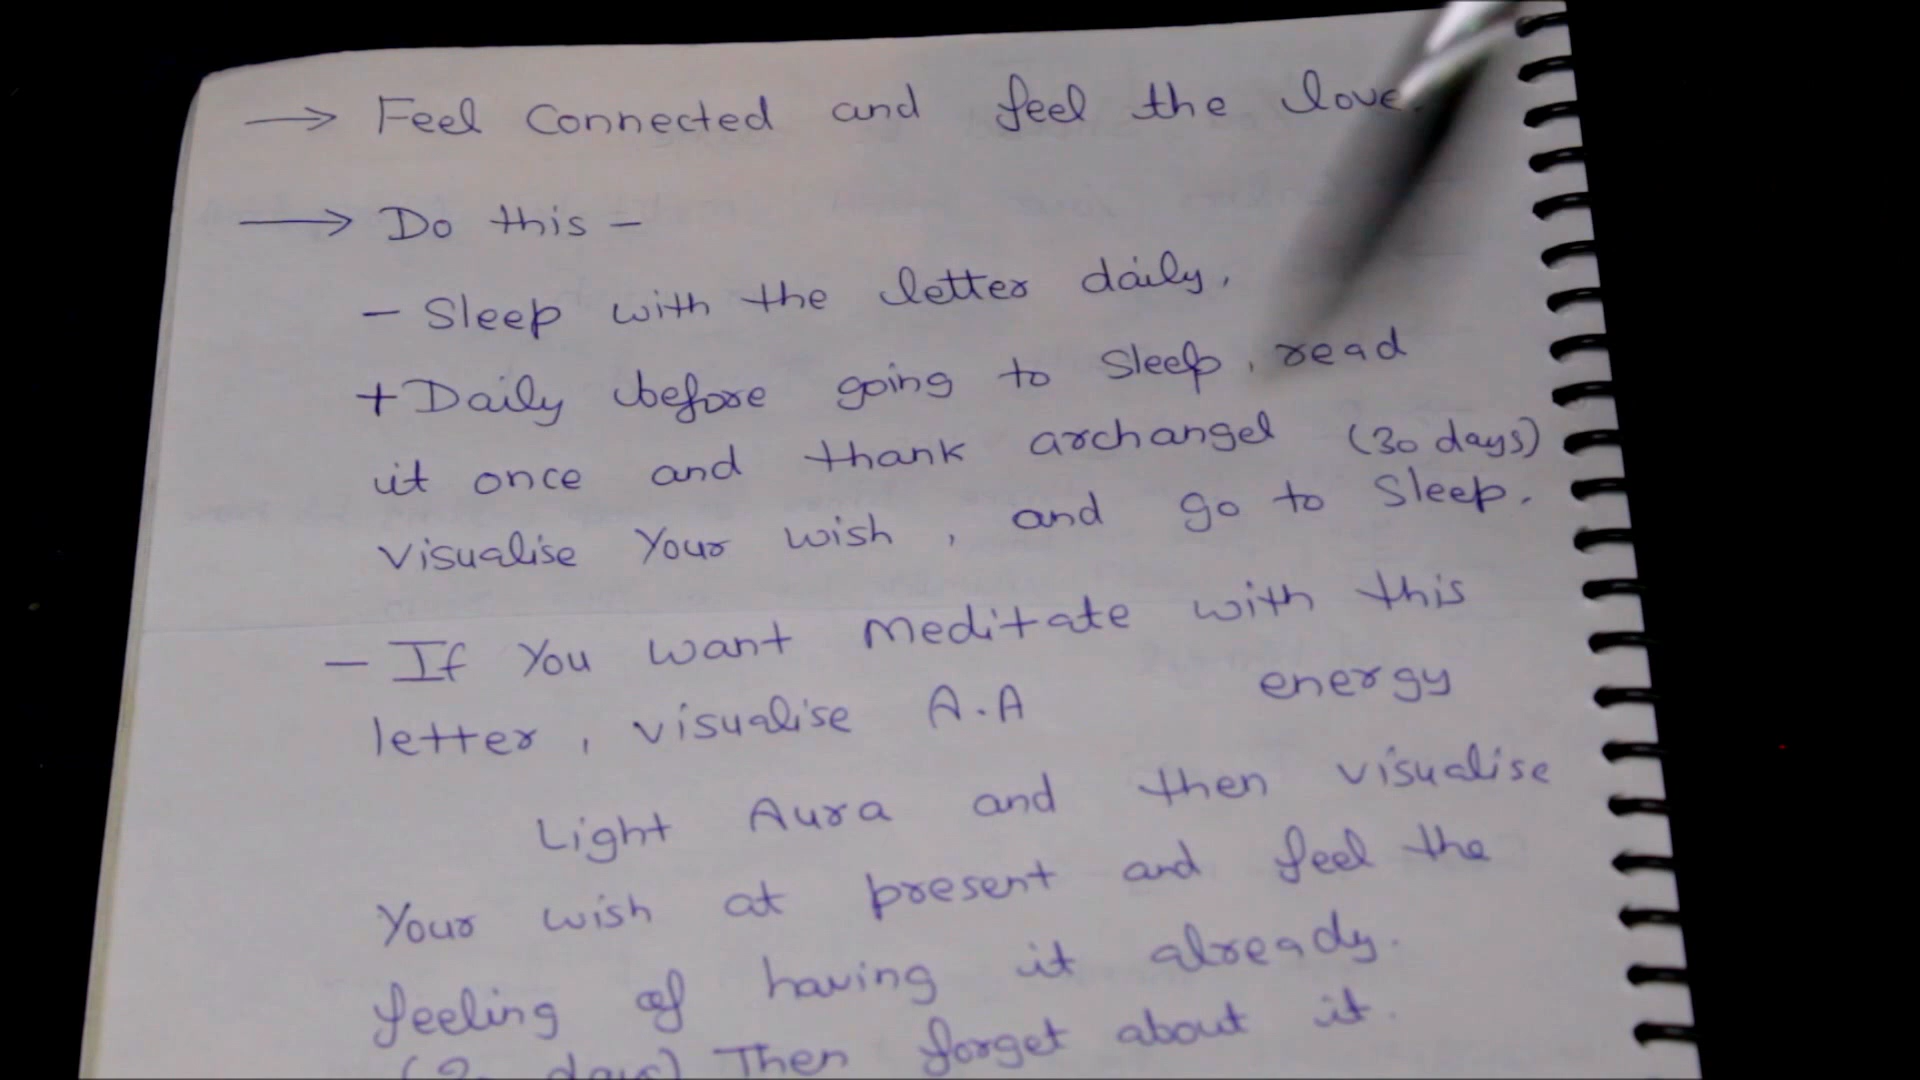 → Feel Connected and feel the love.
→ Do this –
– Sleep with the letter daily.
+ Daily before going to Sleep, read
it once and thank archangel (30 days)
visualise Your wish, and go to Sleep.
– If You want Meditate with this
letter, visualise A.A energy
Light Aura and then visualise
Your wish at present and feel the
feeling of having it already.
days) Then forget about it.